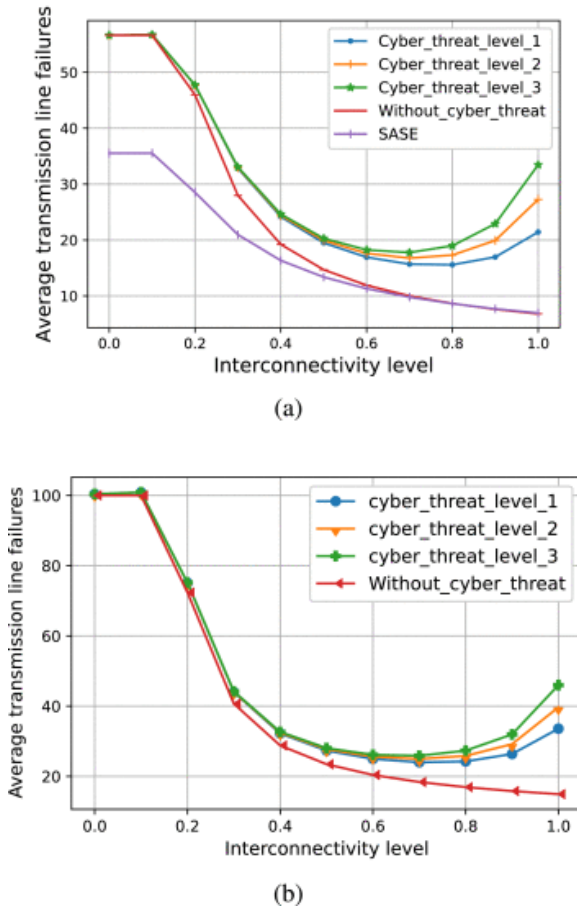 Average transmission line failures
50
40
30
20
10
Cyber_threat_level_1
Cyber_threat_level_2
Cyber_threat_level_3
Without_cyber_threat
SASE
0.0 0.2 0.4 0.6 0.8 1.0
Interconnectivity level
(a)
Average transmission line failures
100
80
60
40
20
cyber_threat_level_1
cyber_threat_level_2
cyber_threat_level_3
Without_cyber_threat
0.0 0.2 0.4 0.6 0.8 1.0
Interconnectivity level
(b)